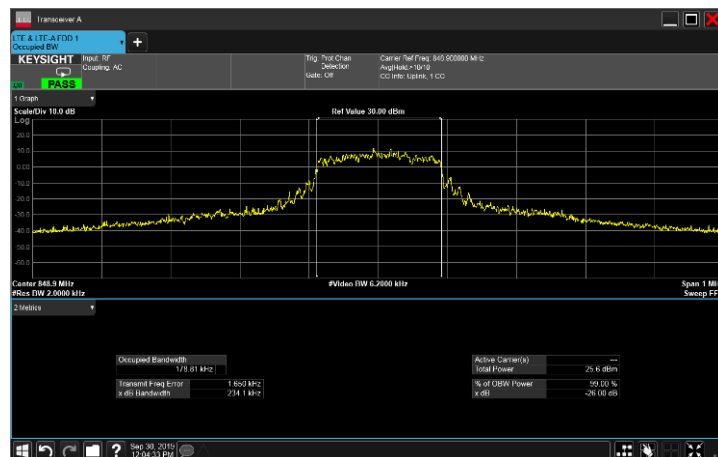 Transceiver A
LTE & LTE-A FDD 1
Occupied BW
+
KEYSIGHT
Input: RF
Coupling: AC
Trig: Prot Chan
Detection
Gate: Off
Carrier Ref Freq: 848.900000 MHz
Avg|Hold:>10/10
CC Info: Uplink, 1 CC
PASS
1 Graph
Scale/Div 10.0 dB
Ref Value 30.00 dBm
Log
20.0
10.0
0.00
-10.0
-20.0
-30.0
-40.0
-50.0
-60.0
Center 848.9 MHz
#Video BW 6.2000 kHz
Span 1 M
#Res BW 2.0000 kHz
Sweep FF
2 Metrics
Occupied Bandwidth
178.81 kHz
Transmit Freq Error 1.650 kHz
x dB Bandwidth 234.1 kHz
Active Carrier(s) ---
Total Power 25.6 dBm
% of OBW Power 99.00 %
x dB -26.00 dB
?
Sep 30, 2019
12:04:33 PM